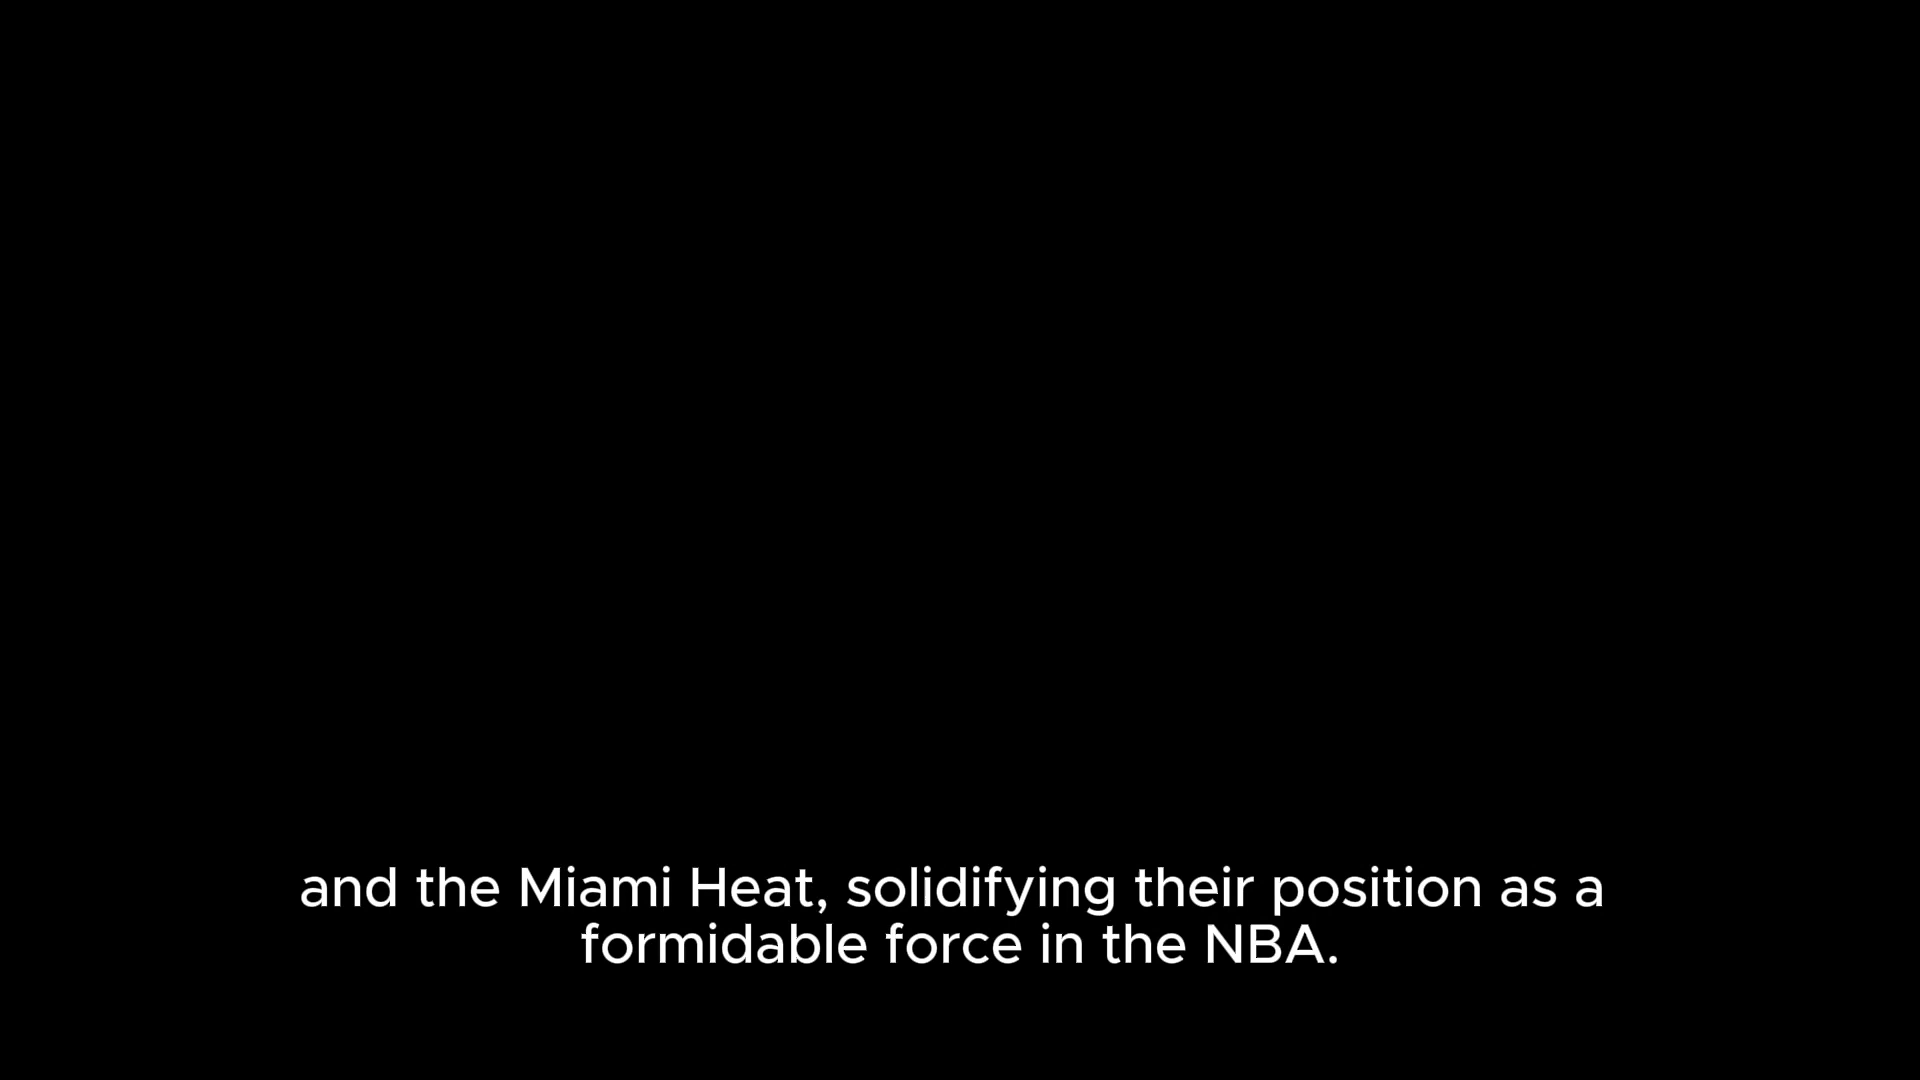 and the Miami Heat, solidifying their position as a
formidable force in the NBA.